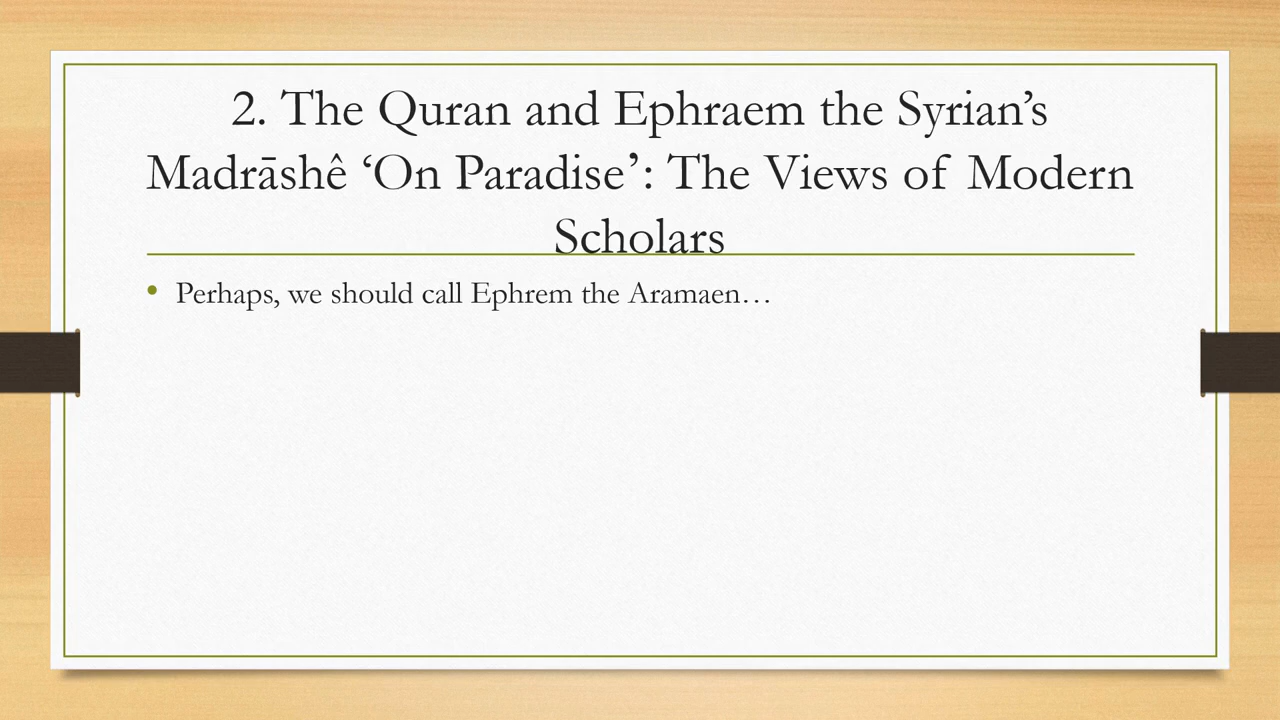 2. The Quran and Ephraem the Syrian’s
Madrāshê ‘On Paradise’: The Views of Modern
Scholars
• Perhaps, we should call Ephrem the Aramaen…